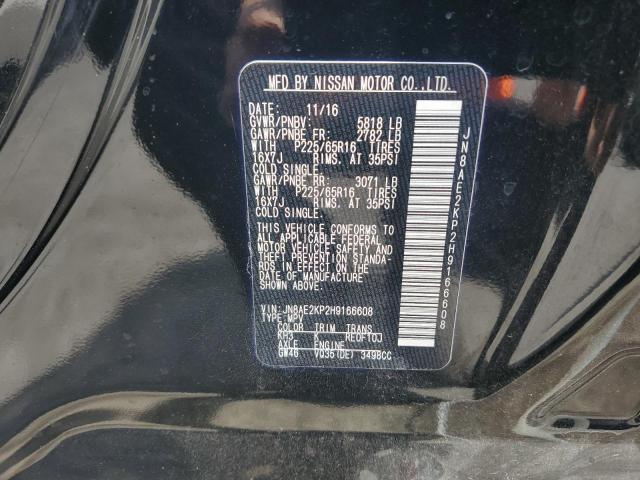 MFD BY NISSAN MOTOR CO.,LTD.
DATE: 11/16
GVWR/PNBV: 5818 LB
GAWR/PNBE FR: 2782 LB
WITH P225/65R16 TIRES
16X7J RIMS, AT 35PSI
COLD SINGLE.
GAWR/PNBE RR: 3071 LB
WITH P225/65R16 TIRES
16X7J RIMS, AT 35PSI
COLD SINGLE.
THIS VEHICLE CONFORMS TO
ALL APPLICABLE FEDERAL
MOTOR VEHICLE SAFETY AND
THEFT PREVENTION STANDA-
RDS IN EFFECT ON THE
DATE OF MANUFACTURE
SHOWN ABOVE.
VIN: JN8AE2KP2H9166608
TYPE: MPV
COLOR TRIM TRANS
KH3 K RE0F10J
AXLE ENGINE
GW46 VQ35(DE) 3498CC
JN8AE2KP2H9166608